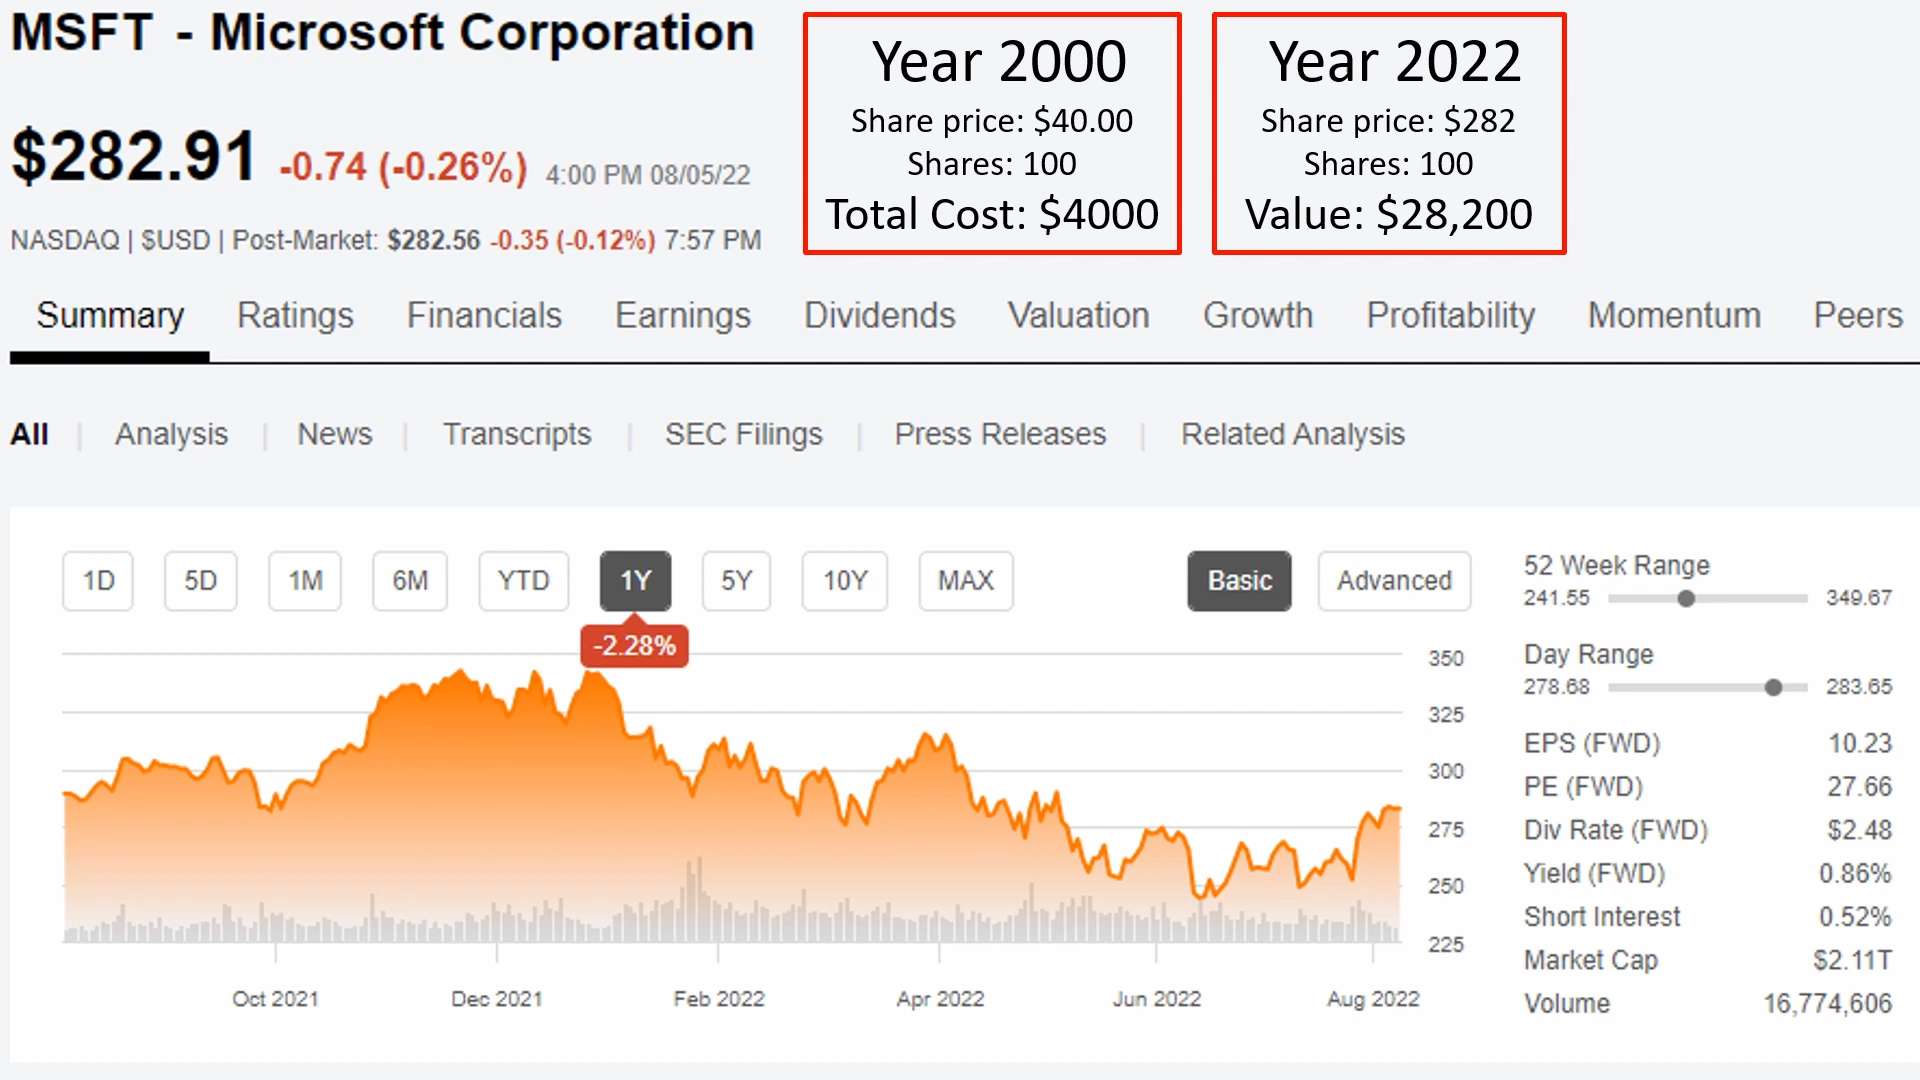 MSFT - Microsoft Corporation
$282.91 -0.74 (-0.26%) 4:00 PM 08/05/22
NASDAQ | $USD | Post-Market: $282.56 -0.35 (-0.12%) 7:57 PM
Year 2000
Share price: $40.00
Shares: 100
Total Cost: $4000
Year 2022
Share price: $282
Shares: 100
Value: $28,200
Summary Ratings Financials Earnings Dividends Valuation Growth Profitability Momentum Peers
All | Analysis | News | Transcripts | SEC Filings | Press Releases | Related Analysis
1D 5D 1M 6M YTD 1Y 5Y 10Y MAX Basic Advanced
-2.28%
350
325
300
275
250
225
Oct 2021 Dec 2021 Feb 2022 Apr 2022 Jun 2022 Aug 2022
52 Week Range
241.55 349.67
Day Range
278.68 283.65
EPS (FWD) 10.23
PE (FWD) 27.66
Div Rate (FWD) $2.48
Yield (FWD) 0.86%
Short Interest 0.52%
Market Cap $2.11T
Volume 16,774,606